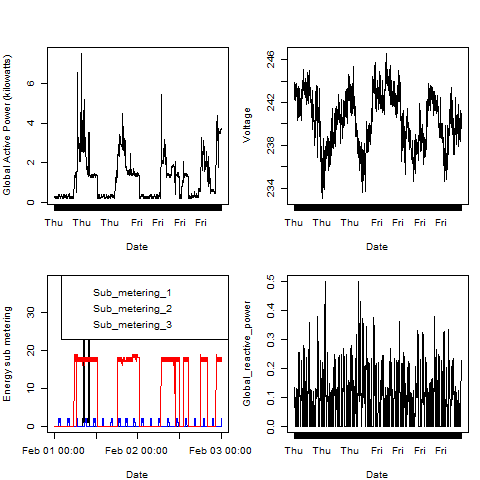 Global Active Power (kilowatts)
0 2 4 6
Thu Thu Thu Fri Fri Fri
Date
Voltage
234 238 242 246
Thu Thu Thu Fri Fri Fri
Date
Energy sub metering
0 10 20 30
Sub_metering_1
Sub_metering_2
Sub_metering_3
Feb 01 00:00 Feb 02 00:00 Feb 03 00:00
Date
Global_reactive_power
0.0 0.1 0.2 0.3 0.4 0.5
Thu Thu Thu Fri Fri Fri
Date